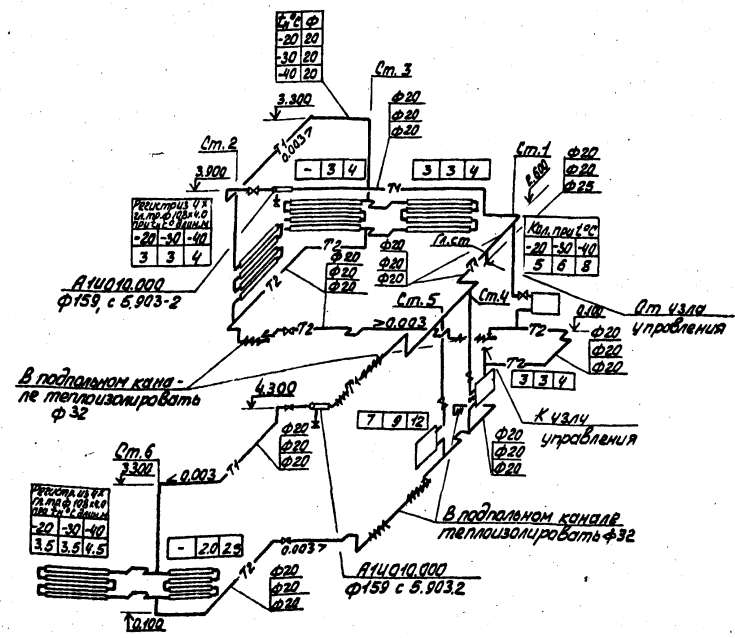 tн°C Ф
-20 20
-30 20
-40 20
Ст. 3
3.300
Ф20
Ф20
Ф20
Ст. 2
Т1
0.003
Ст. 1
Ф20
Ф20
Ф25
2.600
3.900
- 3 4
3 3 4
Т1
Регистр из 4х
гл. тр. ф 108х4.0
при tн°C длин. м
-20 -30 -40
3 3 4
Кол. при t°C
-20 -30 -40
5 6 8
Гл. ст
Т1
Т2
Ф20
Ф20
Ф20
Ф20
Ф20
Ф20
А14010.000
ф159, с 5.903-2
Т2
Ст. 5
Ст. 4
От узла
управления
0.100
Т2
≥0.003
Т2
Ф20
Ф20
Ф20
Т2
В подпольном кана-
ле теплоизолировать
ф32
Т1
3 3 4
4.300
7 9 12
К узлу
управления
Ф20
Ф20
Ф20
Ф20
Ф20
Ф20
Ст. 6
3.300
0.003
Т1
Регистр из 4х
гл. тр. ф 108х4.0
при tн°C длин. м
-20 -30 -40
3.5 3.5 4.5
- 2.0 2.5
0.003
Т2
В подпольном канале
теплоизолировать ф32
Ф20
Ф20
Ф20
А14010.000
ф159 с 5.903.2
0.100